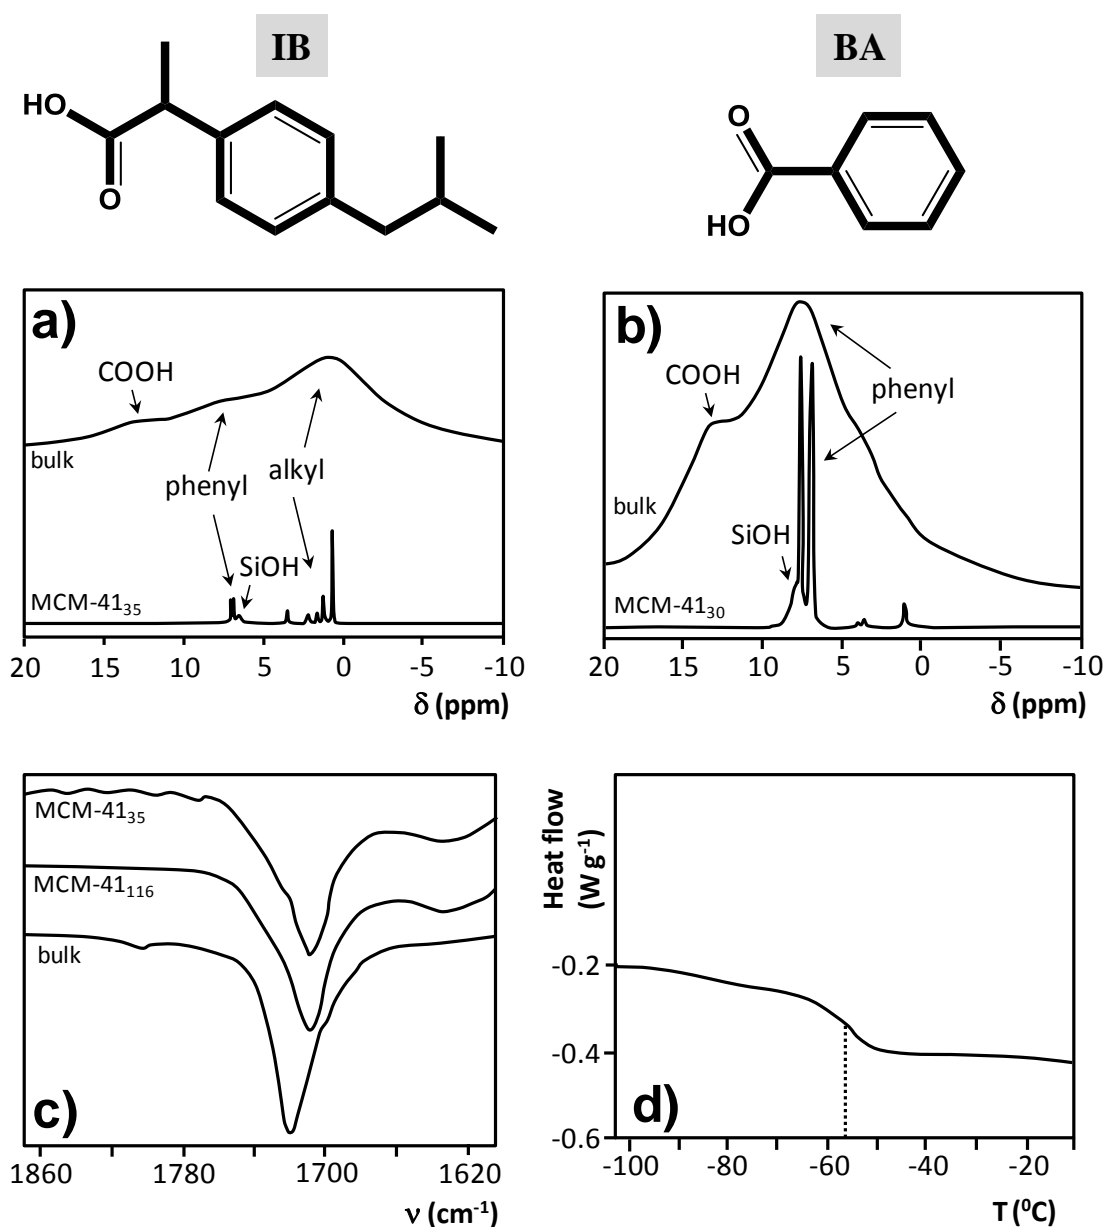 IB
BA
HO
O
O
HO
a)
COOH
bulk
phenyl
alkyl
SiOH
MCM-41₃₅
20 15 10 5 0 -5 -10
δ (ppm)
b)
COOH
phenyl
bulk
SiOH
MCM-41₃₀
20 15 10 5 0 -5 -10
δ (ppm)
MCM-41₃₅
MCM-41₁₁₆
bulk
c)
1860 1780 1700 1620
ν (cm⁻¹)
Heat flow
(W g⁻¹)
-0.2
-0.4
-0.6
d)
-100 -80 -60 -40 -20
T (⁰C)